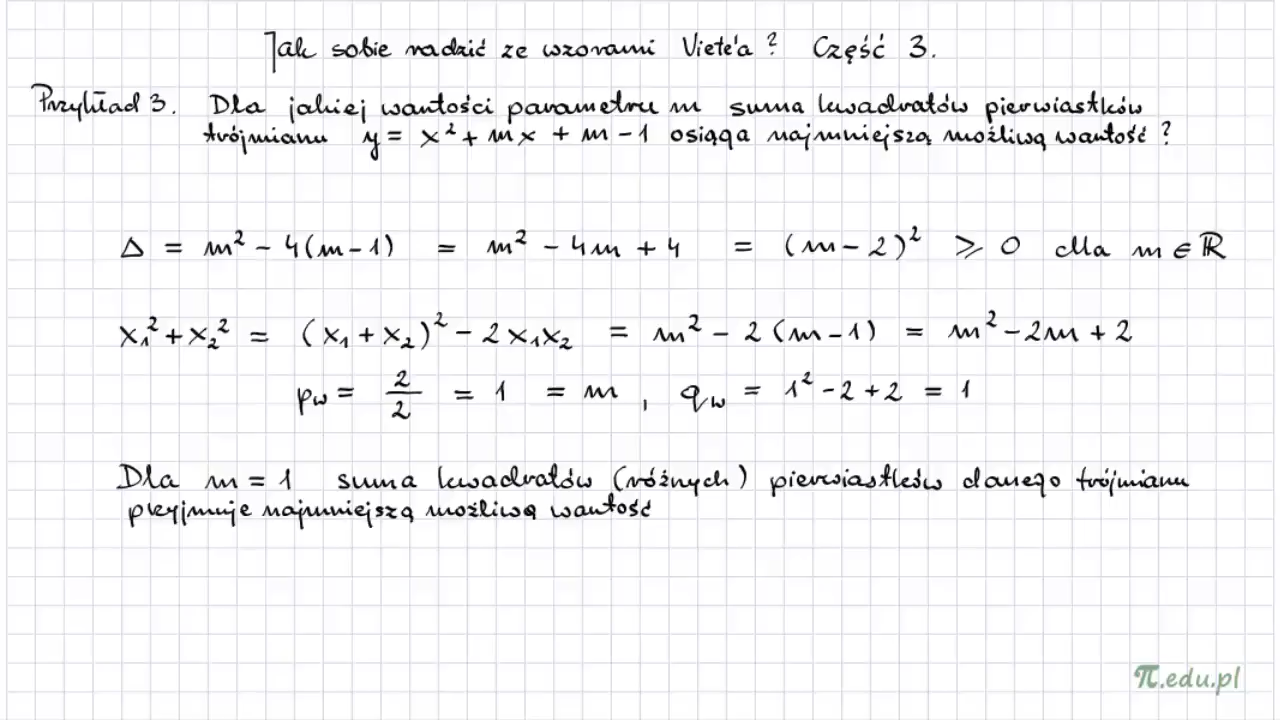 Jak sobie radzić ze wzorami Viete'a? Część 3.
Przykład 3. Dla jakiej wartości parametru m suma kwadratów pierwiastków
trójmianu y = x² + mx + m - 1 osiąga najmniejszą możliwą wartość?
Δ = m² - 4(m-1) = m² - 4m + 4 = (m-2)² ⩾ 0 dla m ∈ ℝ
x₁² + x₂² = (x₁ + x₂)² - 2x₁x₂ = m² - 2(m-1) = m² - 2m + 2
p_w = 2/2 = 1 = m, q_w = 1² - 2 + 2 = 1
Dla m = 1 suma kwadratów (różnych) pierwiastków danego trójmianu
przyjmuje najmniejszą możliwą wartość
π.edu.pl